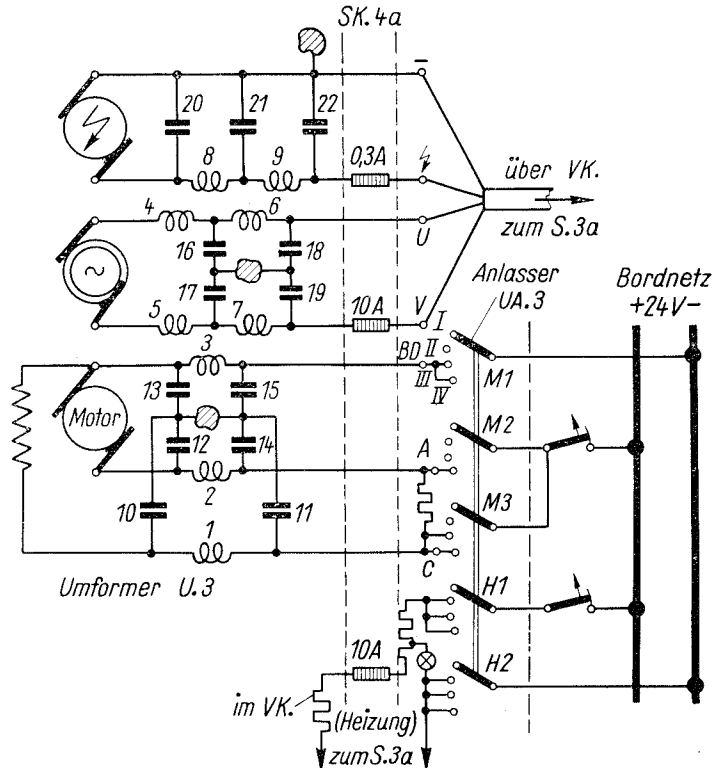 SK.4a
20
21
22
8
9
0,3A
über VK.
zum S.3a
4
6
U
16
18
17
19
~
5
7
10A
V
Anlasser
UA.3
Bordnetz
+24V-
3
BD
I
II
III
IV
M1
13
15
Motor
12
14
A
M2
2
10
11
M3
1
C
Umformer U.3
H1
10A
H2
im VK.
(Heizung)
zum S.3a